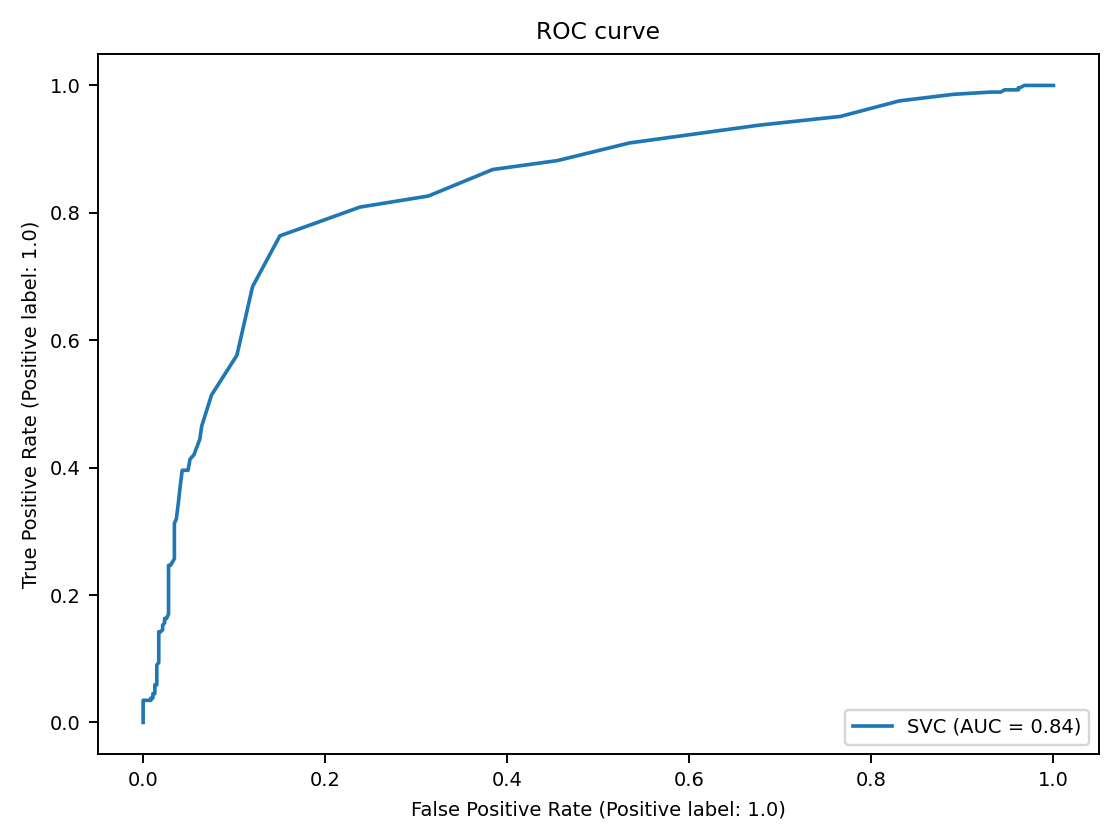 ROC curve
True Positive Rate (Positive label: 1.0)
1.0
0.8
0.6
0.4
0.2
0.0
SVC (AUC = 0.84)
0.0 0.2 0.4 0.6 0.8 1.0
False Positive Rate (Positive label: 1.0)